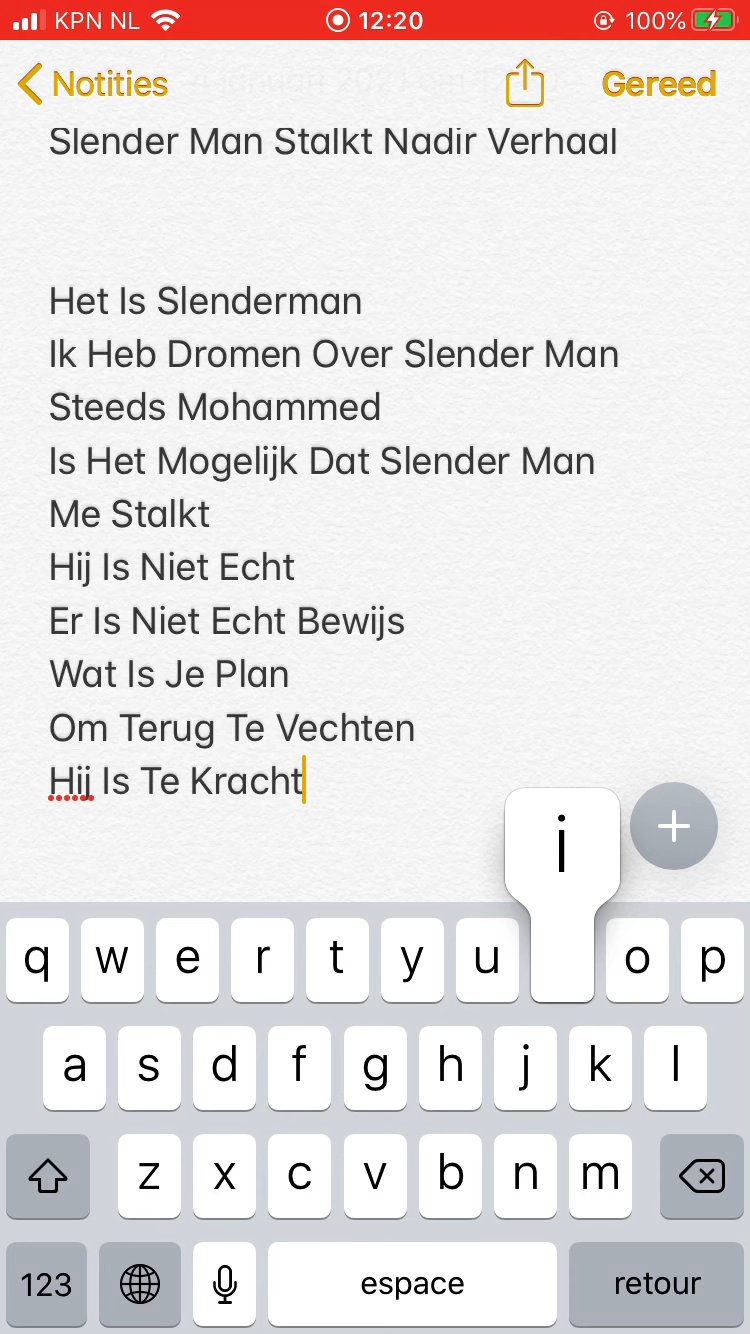 KPN NL 12:20 100%
Notities Gereed
Slender Man Stalkt Nadir Verhaal
Het Is Slenderman
Ik Heb Dromen Over Slender Man
Steeds Mohammed
Is Het Mogelijk Dat Slender Man
Me Stalkt
Hij Is Niet Echt
Er Is Niet Echt Bewijs
Wat Is Je Plan
Om Terug Te Vechten
Hij Is Te Kracht
i
q w e r t y u o p
a s d f g h j k l
z x c v b n m
123 espace retour